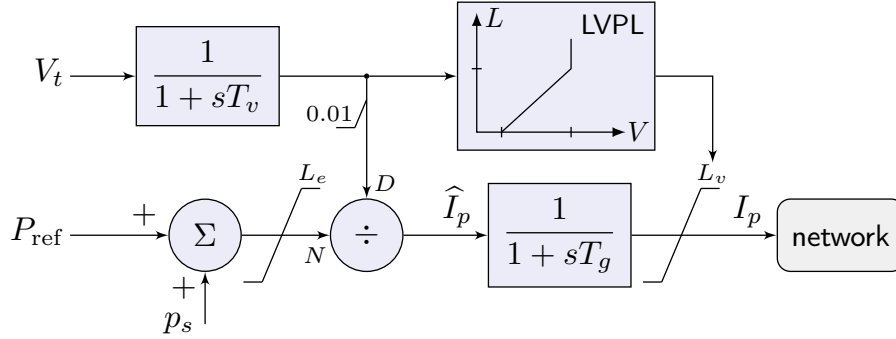 L
LVPL
V
V_t
1
1 + sT_v
0.01
L_e
D
L_v
P_ref
+
Σ
N
÷
Î_p
1
1 + sT_g
I_p
network
+
p_s